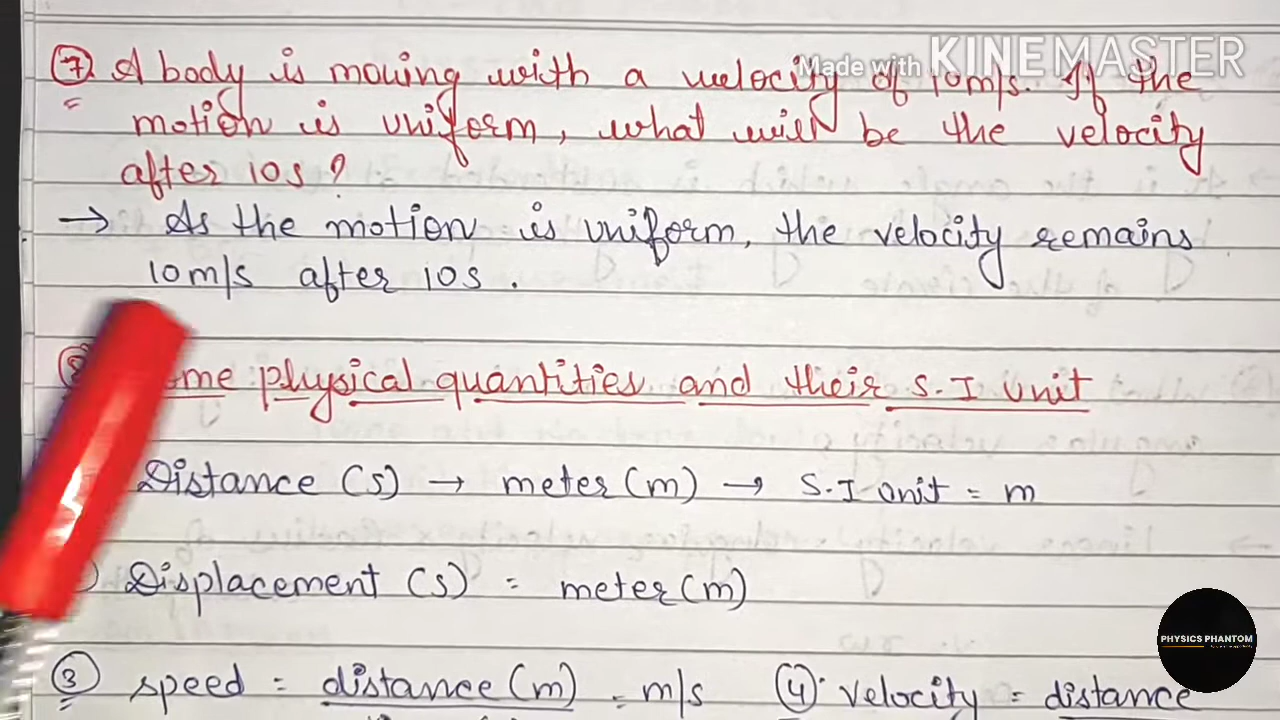 Made with KINEMASTER
7 A body is moving with a velocity of 10m/s. If the
motion is uniform, what will be the velocity
after 10s?
→ As the motion is uniform, the velocity remains
10m/s after 10s.
physical quantities and their S.I unit
Distance (s) → meter (m) → S.I unit = m
Displacement (s) = meter (m)
PHYSICS PHANTOM
3 speed = distance (m) = m/s 4 velocity = distance